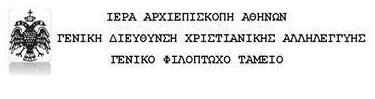 ΙΕΡΑ ΑΡΧΙΕΠΙΣΚΟΠΗ ΑΘΗΝΩΝ
ΓΕΝΙΚΗ ΔΙΕΥΘΥΝΣΗ ΧΡΙΣΤΙΑΝΙΚΗΣ ΑΛΛΗΛΕΓΓΥΗΣ
ΓΕΝΙΚΟ ΦΙΛΟΠΤΩΧΟ ΤΑΜΕΙΟ